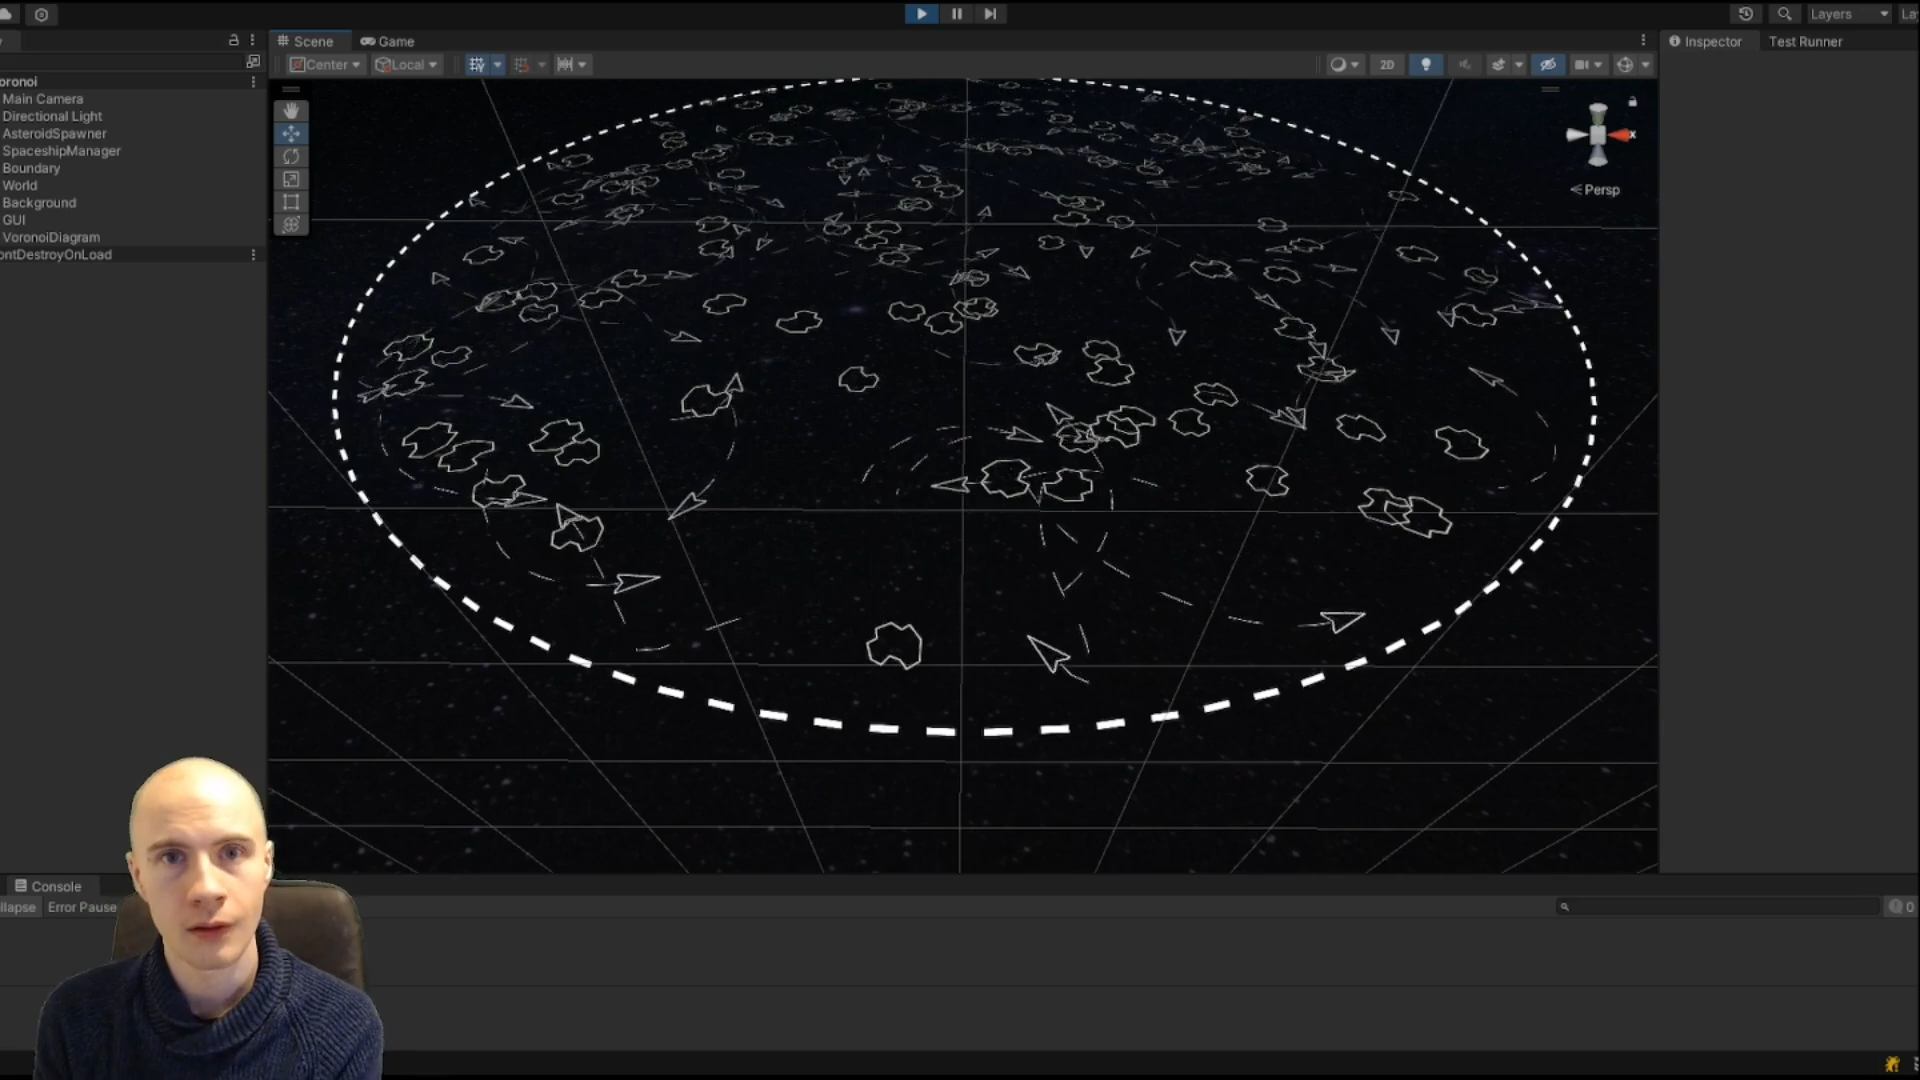 Layers
La
Scene
Game
Inspector
Test Runner
Center
Local
2D
oronoi
Main Camera
Directional Light
AsteroidSpawner
SpaceshipManager
Boundary
World
Background
GUI
VoronoiDiagram
ontDestroyOnLoad
x
Persp
Console
llapse
Error Pause
0